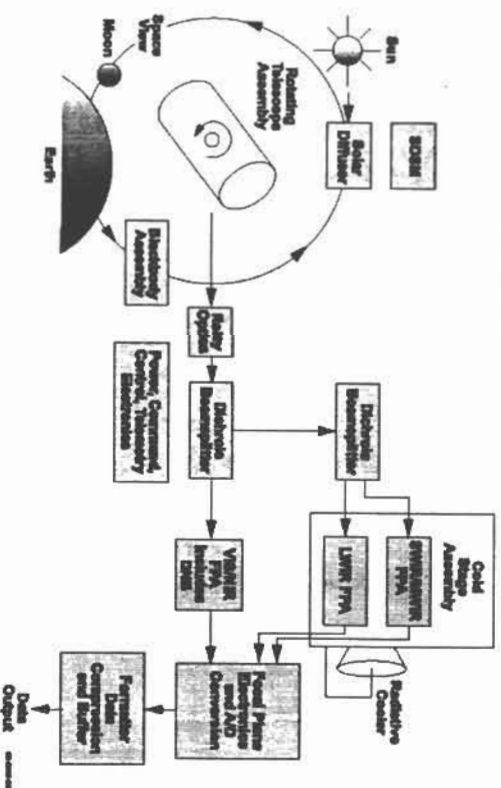 Sun
SDSM
Solar
Diffuser
Rotating
Telescope
Assembly
Space
View
Moon
Earth
Blackbody
Assembly
Relay
Optics
Dichroic
Beamsplitter
Power, Command,
Control, Telemetry
Electronics
Dichroic
Beamsplitter
Cold
Stage
Assembly
SWIR/MWIR
FPA
LWIR FPA
Radiative
Cooler
VIS/NIR
FPA
Includes
DNB
Focal Plane
Electronics
and A/D
Conversion
Formatter
Data
Compression
and Buffer
Data
Output